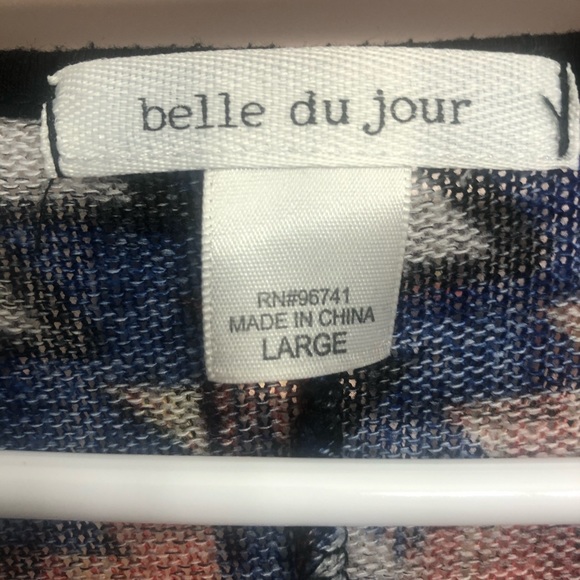 belle du jour
RN#96741
MADE IN CHINA
LARGE